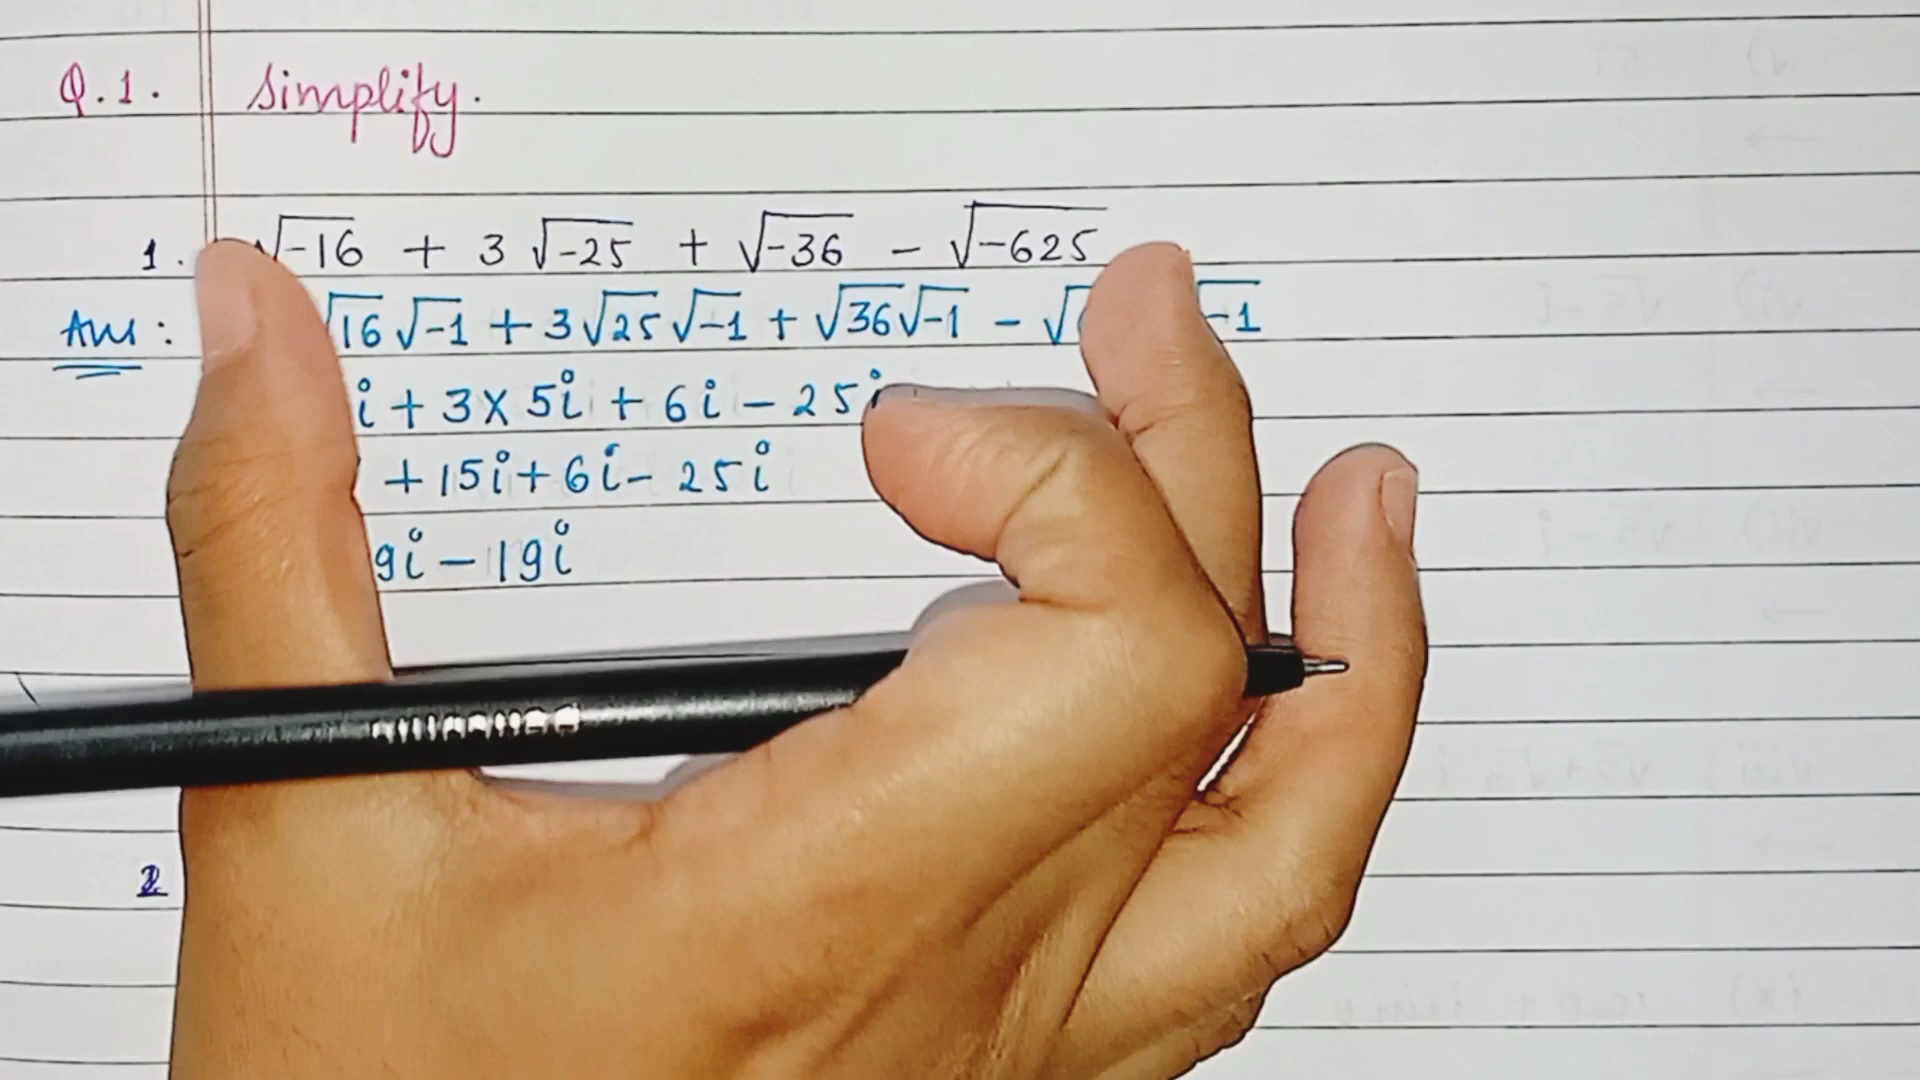 Q.1. Simplify.
1. √-16 + 3 √-25 + √-36 - √-625
Ans: √16 √-1 + 3√25 √-1 + √36 √-1 - √ √-1
i + 3 x 5i + 6i - 25i
+ 15i + 6i - 25i
9i - 19i
2